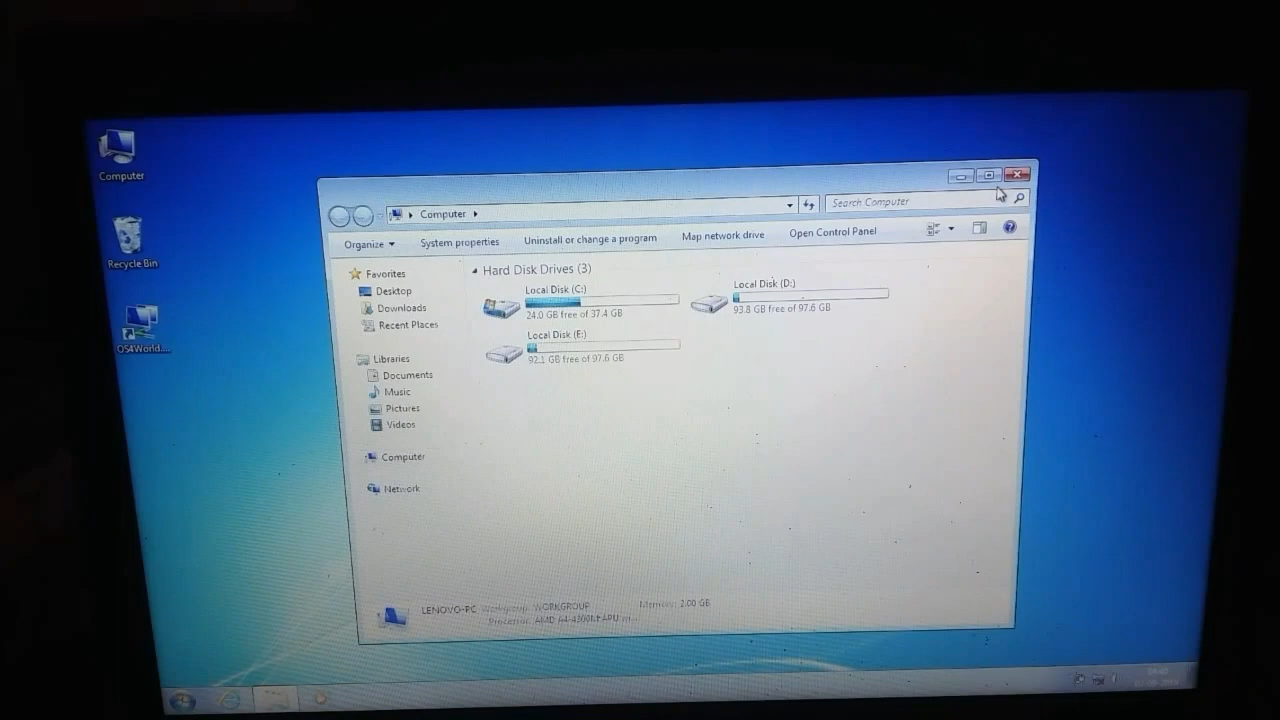 Computer
Recycle Bin
OS4World....
Computer
Search Computer
Organize
System properties
Uninstall or change a program
Map network drive
Open Control Panel
Favorites
Desktop
Downloads
Recent Places
Libraries
Documents
Music
Pictures
Videos
Computer
Network
Hard Disk Drives (3)
Local Disk (C:)
24.0 GB free of 37.4 GB
Local Disk (D:)
93.8 GB free of 97.6 GB
Local Disk (E:)
92.1 GB free of 97.6 GB
LENOVO-PC Workgroup: WORKGROUP Memory: 2.00 GB
Processor: AMD